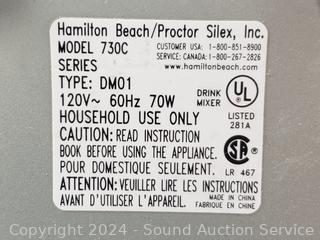 Hamilton Beach/Proctor Silex, Inc.
MODEL 730C
CUSTOMER USA: 1-800-851-8900
SERVICE: CANADA: 1-800-267-2826
SERIES
www.hamiltonbeach.com
TYPE: DM01
120V~ 60Hz 70W
DRINK MIXER
UL
HOUSEHOLD USE ONLY
LISTED
281A
CAUTION: READ INSTRUCTION
BOOK BEFORE USING THE APPLIANCE.
SA
POUR DOMESTIQUE SEULEMENT.
LR 467
ATTENTION: VEUILLER LIRE LES INSTRUCTIONS
AVANT D'UTILISER L'APPAREIL.
MADE IN CHINA
FABRIQUE EN CHINE
Copyright 2024 - Sound Auction Service